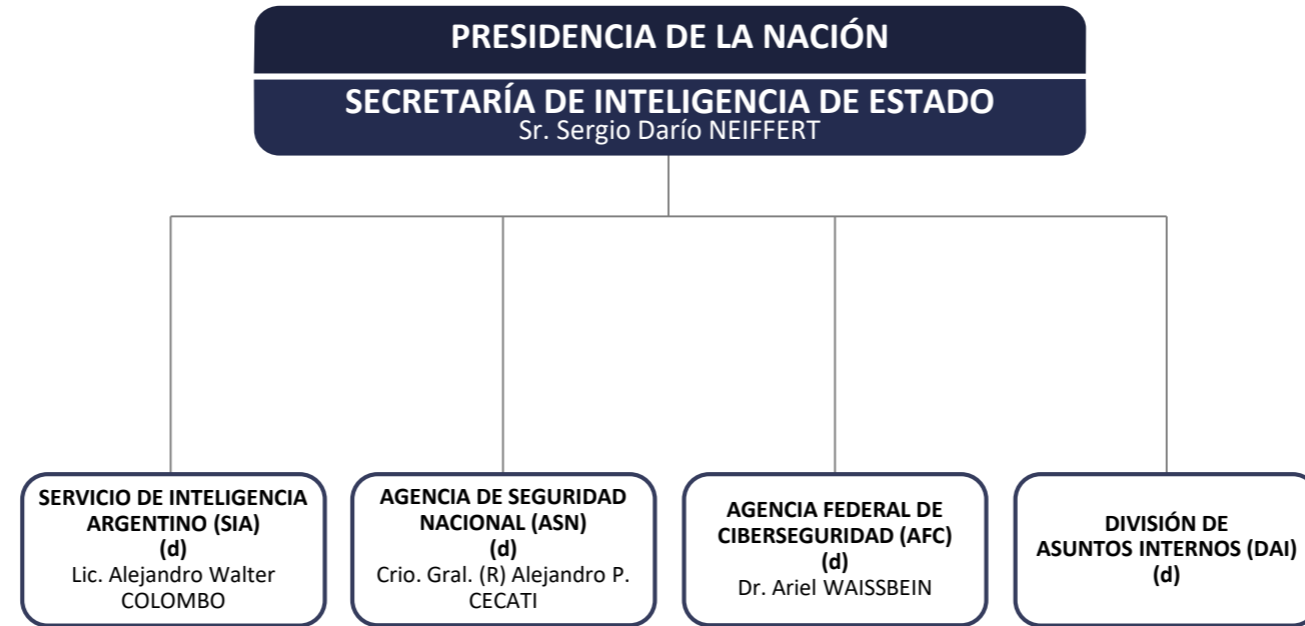 PRESIDENCIA DE LA NACIÓN
SECRETARÍA DE INTELIGENCIA DE ESTADO
Sr. Sergio Darío NEIFFERT
SERVICIO DE INTELIGENCIA
ARGENTINO (SIA)
(d)
Lic. Alejandro Walter
COLOMBO
AGENCIA DE SEGURIDAD
NACIONAL (ASN)
(d)
Crio. Gral. (R) Alejandro P.
CECATI
AGENCIA FEDERAL DE
CIBERSEGURIDAD (AFC)
(d)
Dr. Ariel WAISSBEIN
DIVISIÓN DE
ASUNTOS INTERNOS (DAI)
(d)